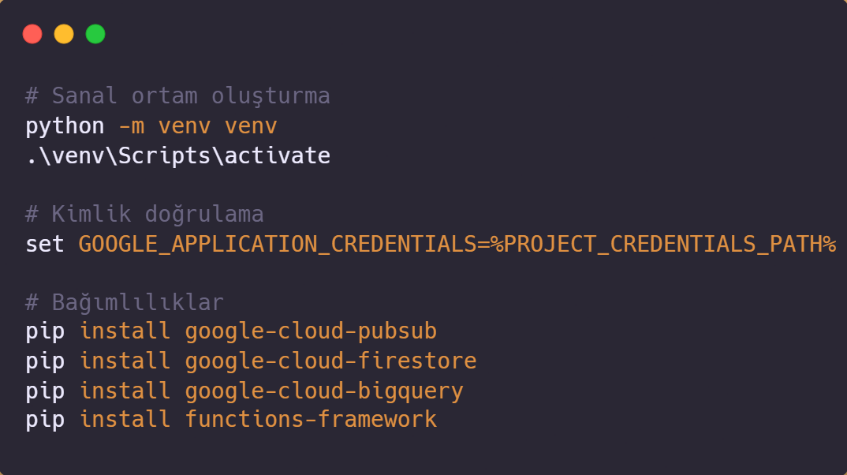 # Sanal ortam oluşturma
python -m venv venv
.\venv\Scripts\activate
# Kimlik doğrulama
set GOOGLE_APPLICATION_CREDENTIALS=%PROJECT_CREDENTIALS_PATH%
# Bağımlılıklar
pip install google-cloud-pubsub
pip install google-cloud-firestore
pip install google-cloud-bigquery
pip install functions-framework